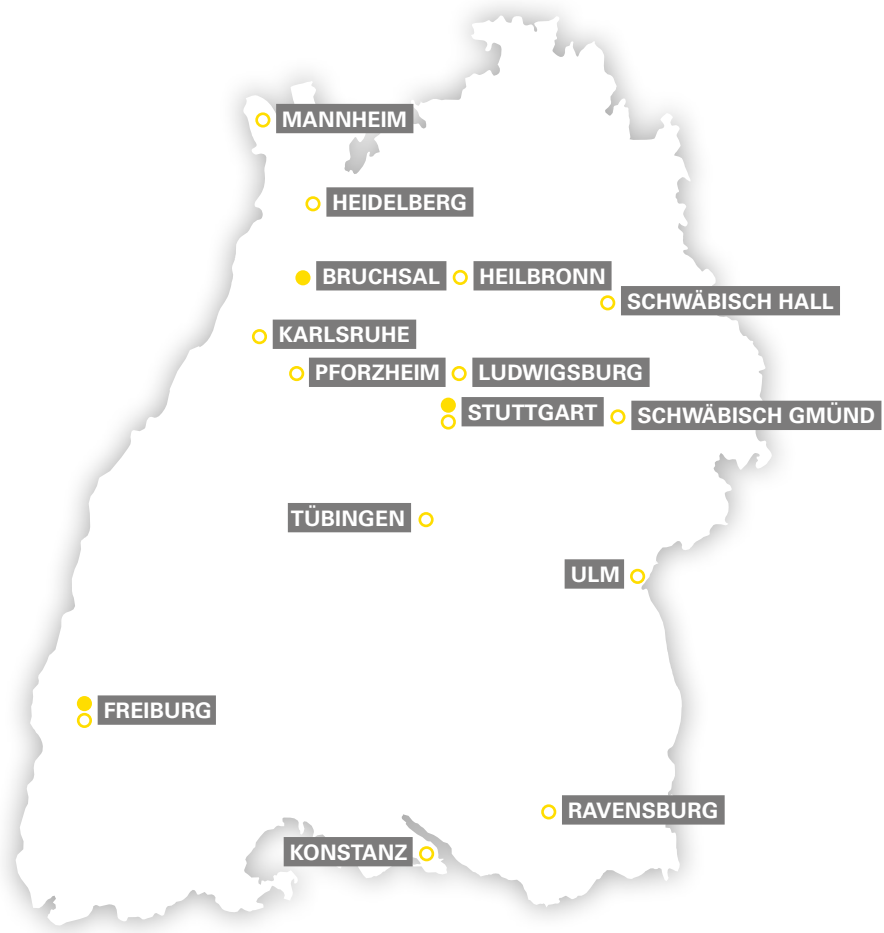 MANNHEIM
HEIDELBERG
BRUCHSAL
HEILBRONN
SCHWÄBISCH HALL
KARLSRUHE
PFORZHEIM
LUDWIGSBURG
STUTTGART
SCHWÄBISCH GMÜND
TÜBINGEN
ULM
FREIBURG
RAVENSBURG
KONSTANZ